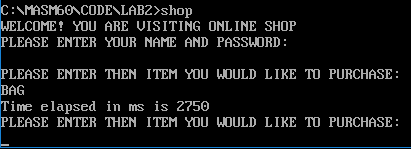 C:\MASM60\CODE\LAB2>shop
WELCOME! YOU ARE VISITING ONLINE SHOP
PLEASE ENTER YOUR NAME AND PASSWORD:
PLEASE ENTER THEN ITEM YOU WOULD LIKE TO PURCHASE:
BAG
Time elapsed in ms is 2750
PLEASE ENTER THEN ITEM YOU WOULD LIKE TO PURCHASE: